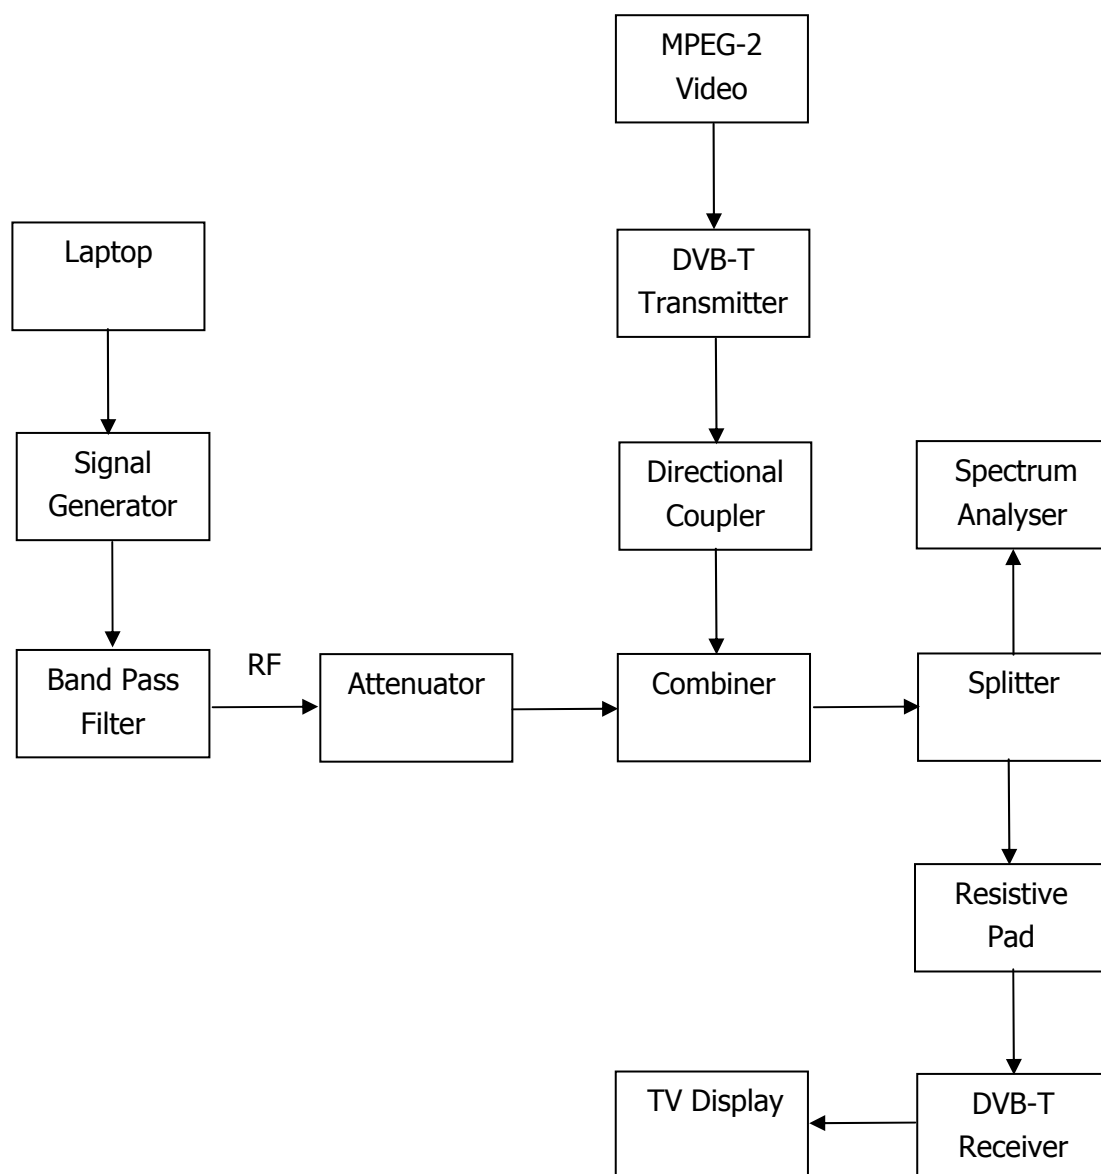 MPEG-2
Video
Laptop
DVB-T
Transmitter
Signal
Generator
Directional
Coupler
Spectrum
Analyser
Band Pass
Filter
RF
Attenuator
Combiner
Splitter
Resistive
Pad
TV Display
DVB-T
Receiver